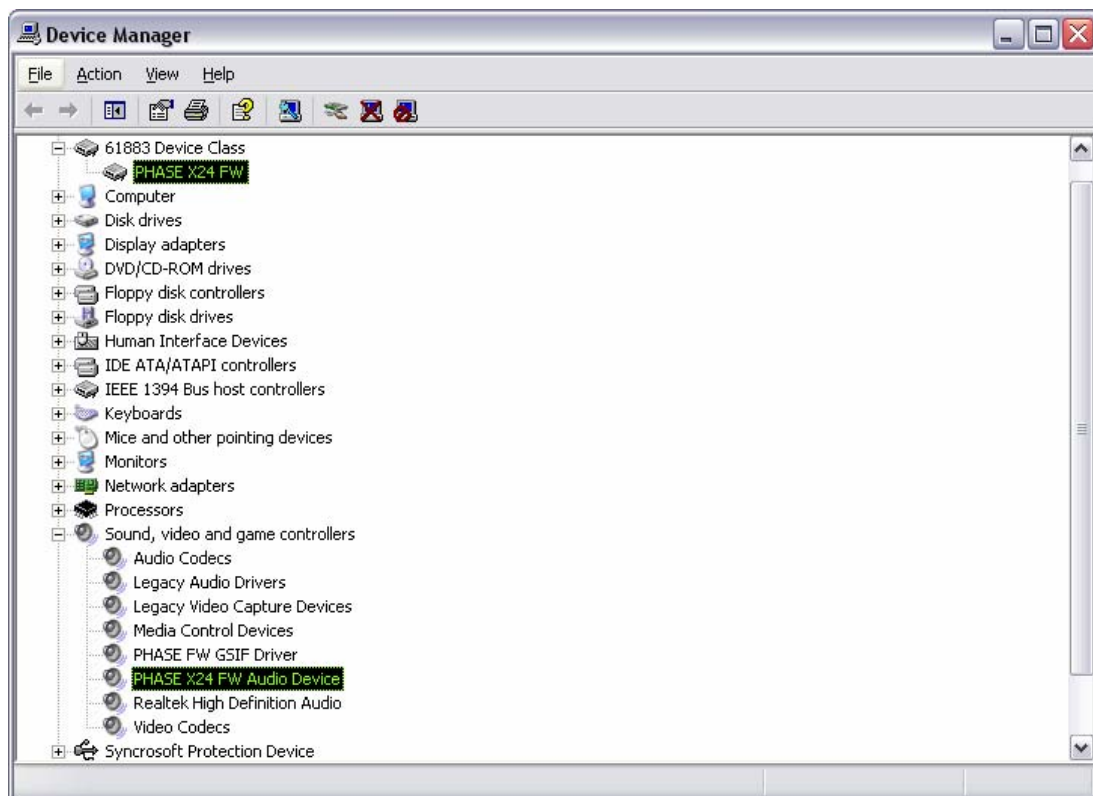 Device Manager
File Action View Help
61883 Device Class
PHASE X24 FW
Computer
Disk drives
Display adapters
DVD/CD-ROM drives
Floppy disk controllers
Floppy disk drives
Human Interface Devices
IDE ATA/ATAPI controllers
IEEE 1394 Bus host controllers
Keyboards
Mice and other pointing devices
Monitors
Network adapters
Processors
Sound, video and game controllers
Audio Codecs
Legacy Audio Drivers
Legacy Video Capture Devices
Media Control Devices
PHASE FW GSIF Driver
PHASE X24 FW Audio Device
Realtek High Definition Audio
Video Codecs
Syncrosoft Protection Device